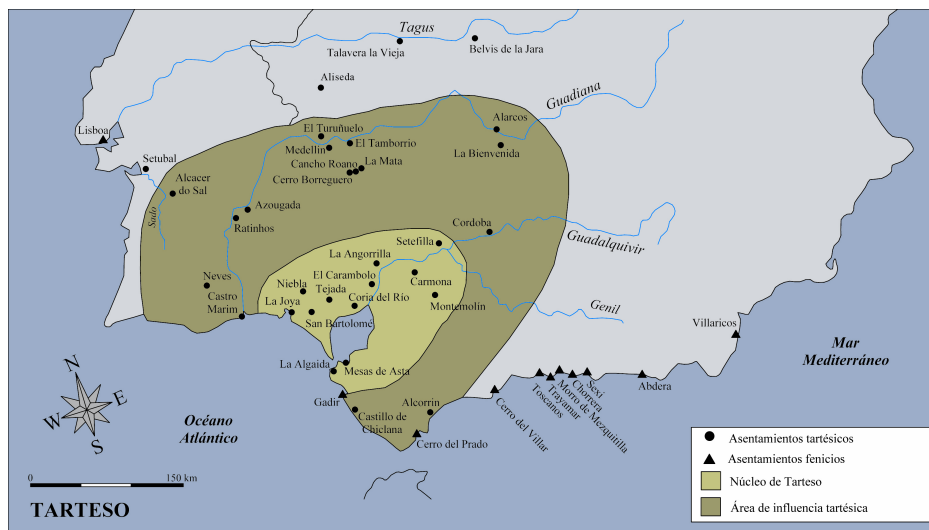 Tagus
Talavera la Vieja
Belvis de la Jara
Aliseda
Guadiana
Lisboa
Alarcos
El Turuñuelo
El Tamborrio
Medellín
La Bienvenida
Setubal
Cancho Roano
La Mata
Cerro Borreguero
Alcacer
do Sal
Sado
Azougada
Ratinhos
Cordoba
Guadalquivir
Setefilla
La Angorrilla
El Carambolo
Carmona
Neves
Niebla
Tejada
Coria del Río
Montemolín
Genil
Castro
Marim
La Joya
San Bartolomé
Villaricos
Mar
Mediterráneo
La Algaida
Mesas de Asta
Gadir
Alcorrin
Castillo de
Chiclana
Cerro del Prado
Cerro del Villar
Toscanos
Trayamar
Morro de Mezquitilla
Chorrera
Sexi
Abdera
N
E
W
S
Océano
Atlántico
0
150 km
TARTESO
Asentamientos tartésicos
Asentamientos fenicios
Núcleo de Tarteso
Área de influencia tartésica